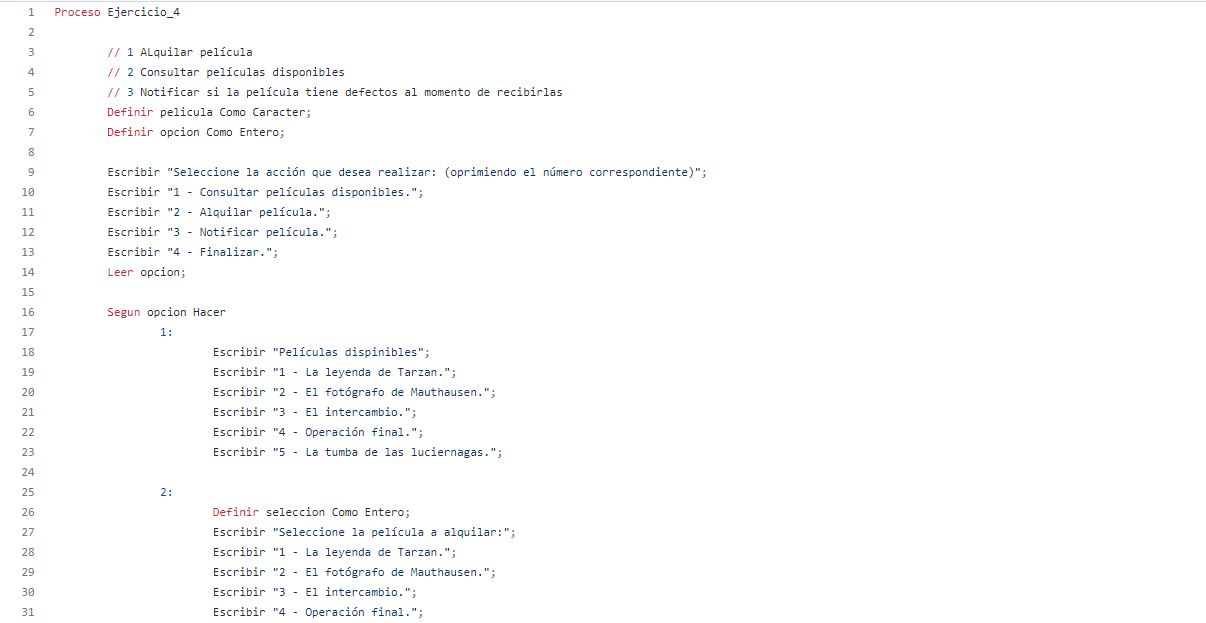 1 Proceso Ejercicio_4
2
3 // 1 ALquilar película
4 // 2 Consultar películas disponibles
5 // 3 Notificar si la película tiene defectos al momento de recibirlas
6 Definir pelicula Como Caracter;
7 Definir opcion Como Entero;
8
9 Escribir "Seleccione la acción que desea realizar: (oprimiendo el número correspondiente)";
10 Escribir "1 - Consultar películas disponibles.";
11 Escribir "2 - Alquilar película.";
12 Escribir "3 - Notificar película.";
13 Escribir "4 - Finalizar.";
14 Leer opcion;
15
16 Segun opcion Hacer
17 1:
18 Escribir "Películas dispinibles";
19 Escribir "1 - La leyenda de Tarzan.";
20 Escribir "2 - El fotógrafo de Mauthausen.";
21 Escribir "3 - El intercambio.";
22 Escribir "4 - Operación final.";
23 Escribir "5 - La tumba de las luciernagas.";
24
25 2:
26 Definir seleccion Como Entero;
27 Escribir "Seleccione la película a alquilar:";
28 Escribir "1 - La leyenda de Tarzan.";
29 Escribir "2 - El fotógrafo de Mauthausen.";
30 Escribir "3 - El intercambio.";
31 Escribir "4 - Operación final.";